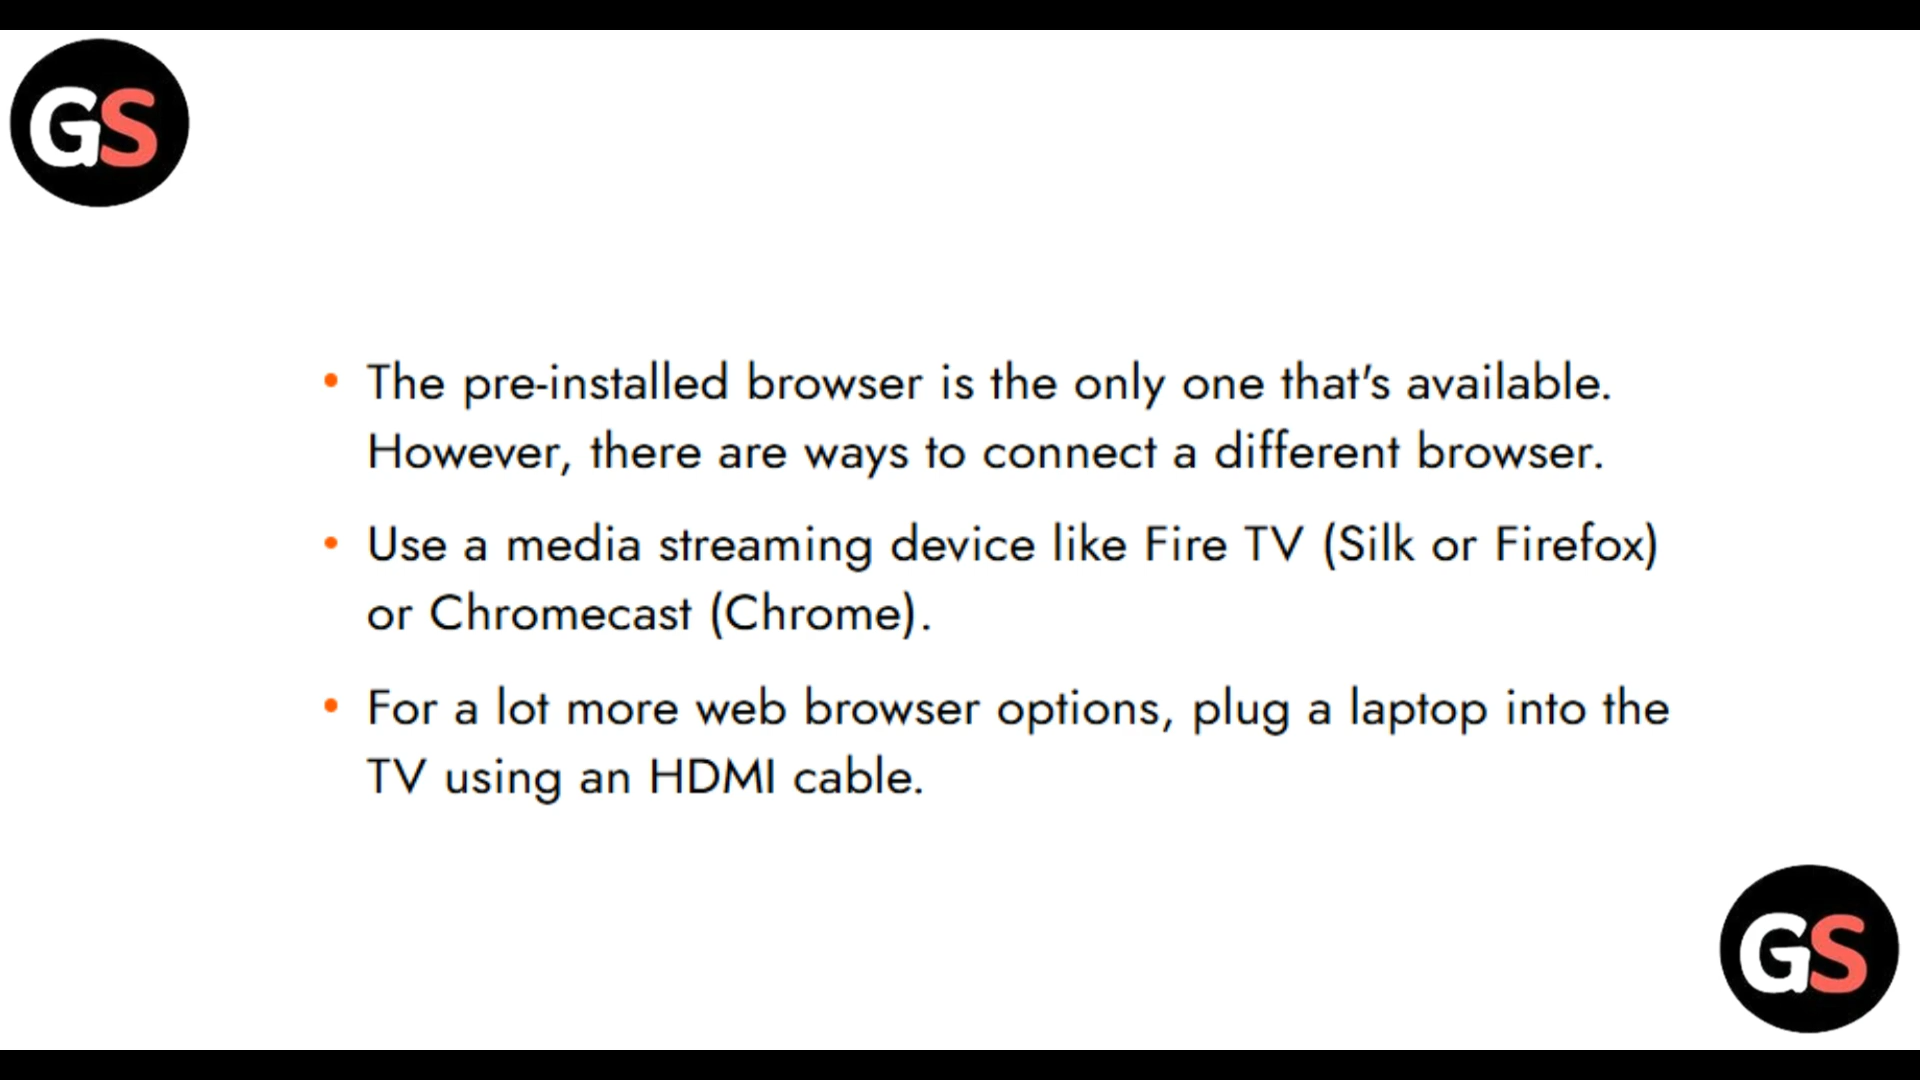 GS
• The pre-installed browser is the only one that's available.
However, there are ways to connect a different browser.
• Use a media streaming device like Fire TV (Silk or Firefox)
or Chromecast (Chrome).
• For a lot more web browser options, plug a laptop into the
TV using an HDMI cable.
GS